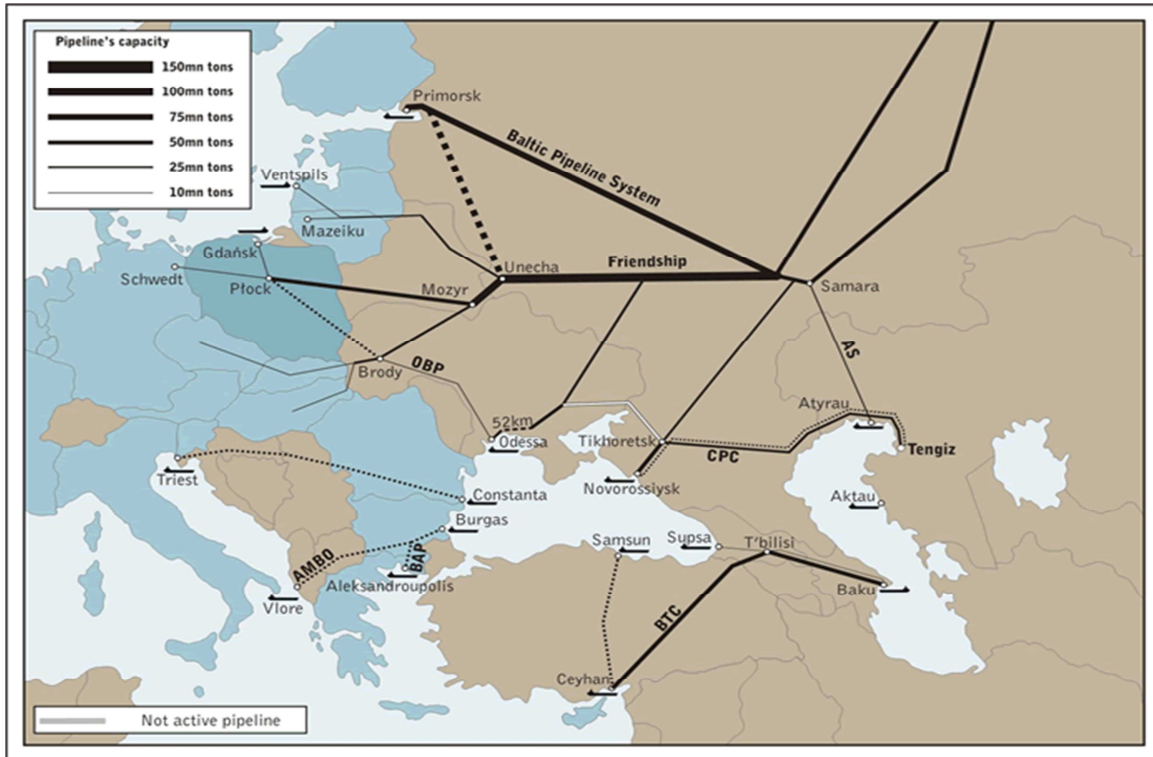 Pipeline's capacity
150mn tons
100mn tons
75mn tons
50mn tons
25mn tons
10mn tons
Primorsk
Baltic Pipeline System
Ventspils
Mazeiku
Gdańsk
Schwedt
Płock
Unecha
Friendship
Mozyr
Samara
AS
Brody
OBP
Atyrau
52km
Odessa
Tikhoretsk
CPC
Tengiz
Triest
Novorossiysk
Constanta
Aktau
Burgas
Samsun
Supsa
T'bilisi
AMBO
BAP
Aleksandroupolis
Baku
Vlore
BTC
Ceyhan
Not active pipeline